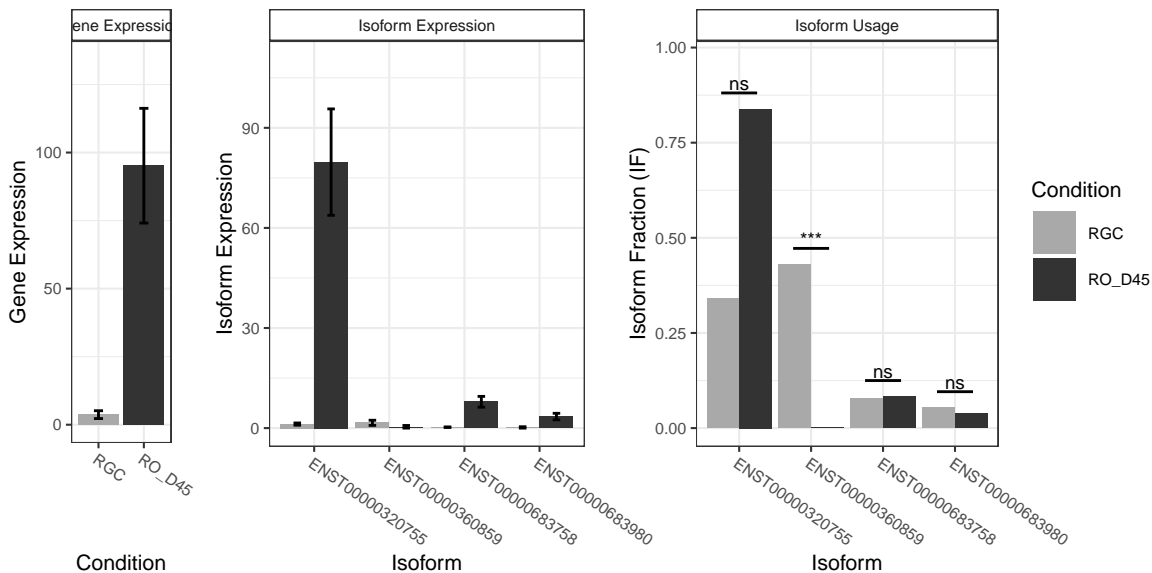 ene Expressio
Isoform Expression
Isoform Usage
Gene Expression
100
50
0
RGC
RO_D45
Condition
Isoform Expression
90
60
30
0
ENST00000320755
ENST00000360859
ENST00000683758
ENST00000683980
Isoform
Isoform Fraction (IF)
1.00
0.75
0.50
0.25
0.00
ns
***
ns
ns
ENST00000320755
ENST00000360859
ENST00000683758
ENST00000683980
Isoform
Condition
RGC
RO_D45